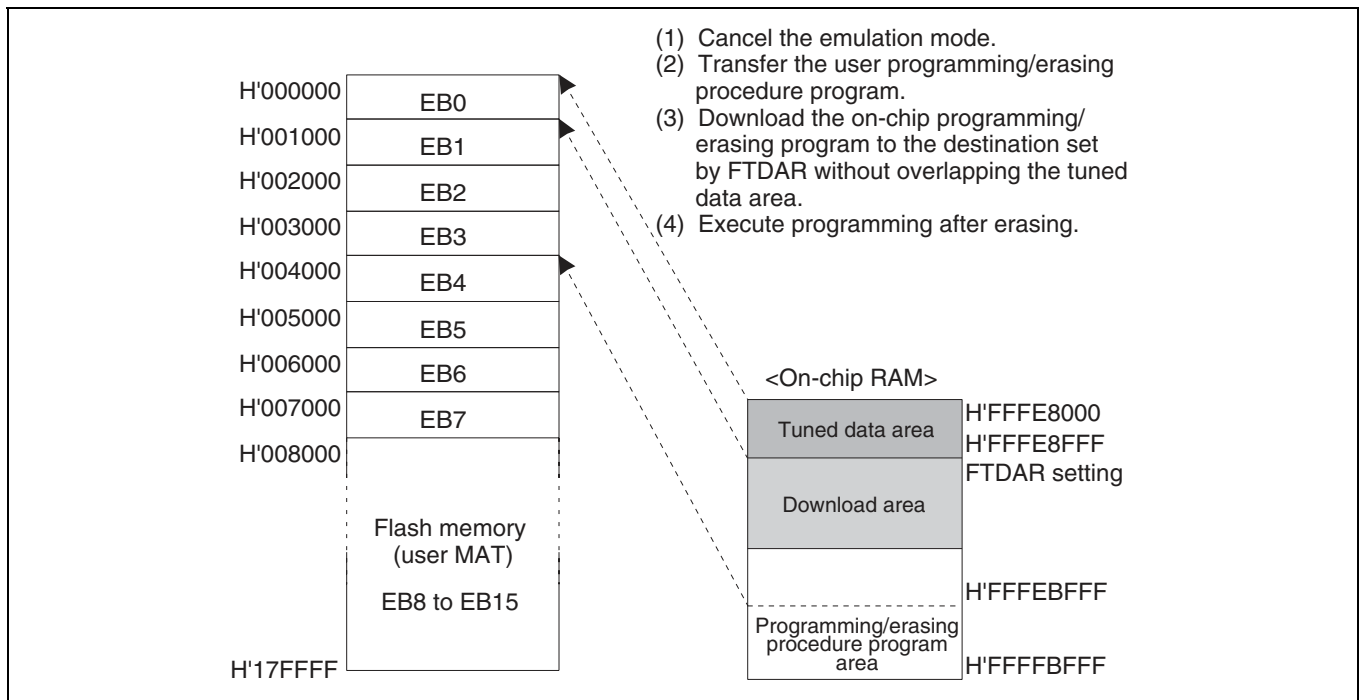 (1) Cancel the emulation mode.
(2) Transfer the user programming/erasing
procedure program.
(3) Download the on-chip programming/
erasing program to the destination set
by FTDAR without overlapping the tuned
data area.
(4) Execute programming after erasing.
H'000000
EB0
H'001000
EB1
H'002000
EB2
H'003000
EB3
H'004000
EB4
H'005000
EB5
H'006000
EB6
H'007000
EB7
H'008000
Flash memory
(user MAT)
EB8 to EB15
H'17FFFF
<On-chip RAM>
H'FFFE8000
Tuned data area
H'FFFE8FFF
FTDAR setting
Download area
H'FFFEBFFF
Programming/erasing
procedure program
area
H'FFFFBFFF